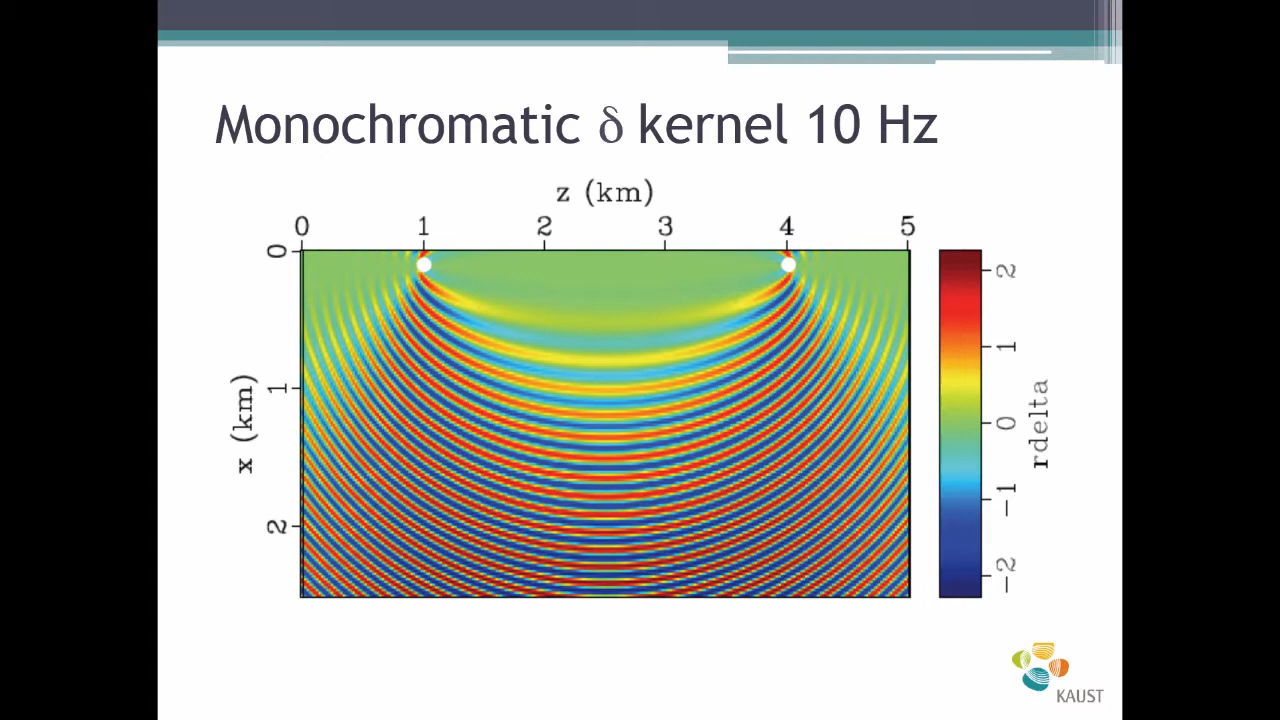 Monochromatic δ kernel 10 Hz
z (km)
0 1 2 3 4 5
0
1
2
x (km)
2
1
0
−1
−2
rdelta
KAUST